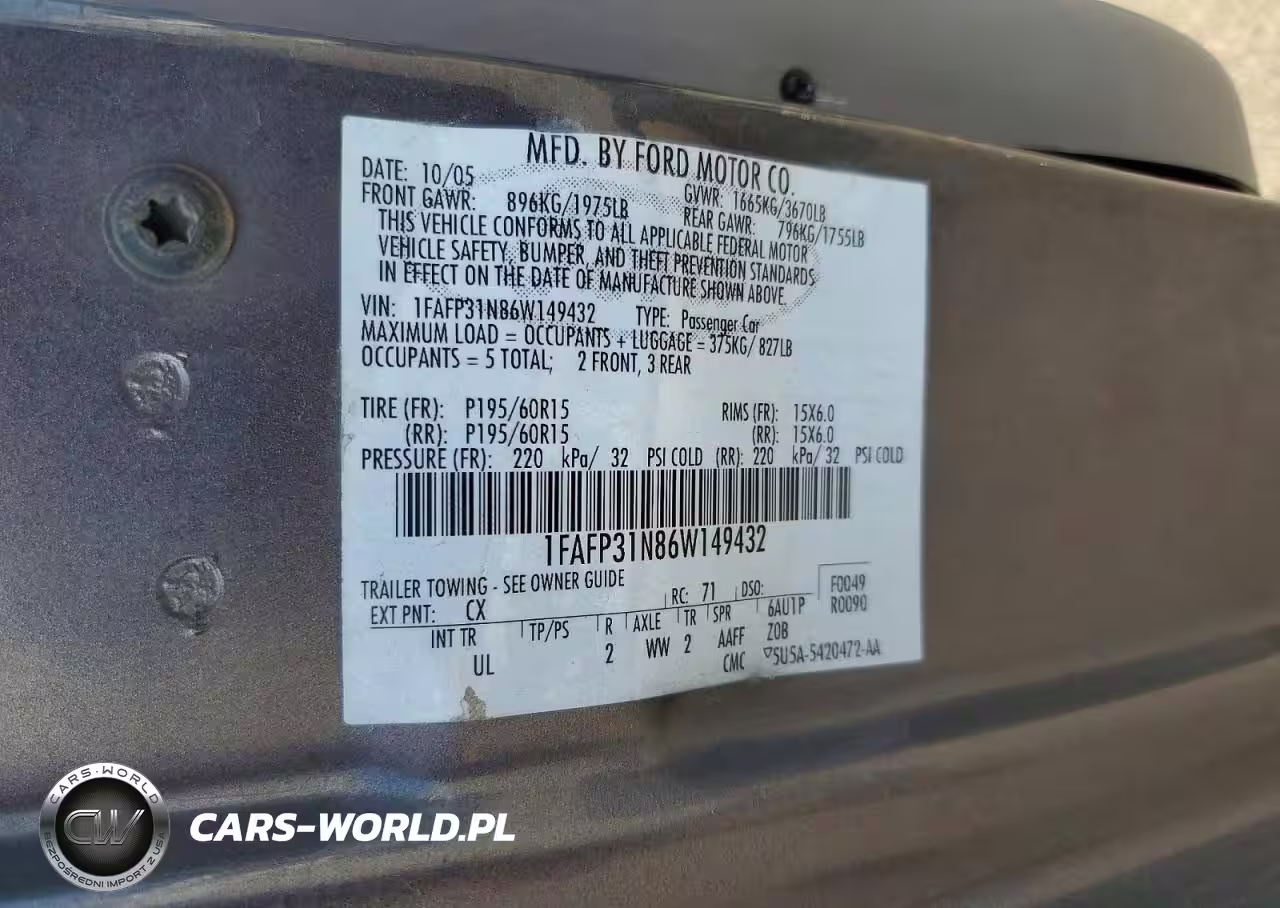 MFD. BY FORD MOTOR CO.
DATE: 10/05 GVWR: 1665KG/3670LB
FRONT GAWR: 896KG/1975LB REAR GAWR: 796KG/1755LB
THIS VEHICLE CONFORMS TO ALL APPLICABLE FEDERAL MOTOR
VEHICLE SAFETY, BUMPER, AND THEFT PREVENTION STANDARDS
IN EFFECT ON THE DATE OF MANUFACTURE SHOWN ABOVE.
VIN: 1FAFP31N86W149432 TYPE: Passenger Car
MAXIMUM LOAD = OCCUPANTS + LUGGAGE = 375KG/ 827LB
OCCUPANTS = 5 TOTAL; 2 FRONT, 3 REAR
TIRE (FR): P195/60R15 RIMS (FR): 15X6.0
(RR): P195/60R15 (RR): 15X6.0
PRESSURE (FR): 220 kPa/ 32 PSI COLD (RR): 220 kPa/ 32 PSI COLD
1FAFP31N86W149432
TRAILER TOWING - SEE OWNER GUIDE
EXT PNT: CX RC: 71 DSO: F0049
R0090
INT TR TP/PS R AXLE TR SPR 6AU1P
UL 2 WW 2 AAFF Z0B
CMC ▽5U5A-5420472-AA
CARS-WORLD
CW
BEZPOŚREDNI IMPORT Z USA
CARS-WORLD.PL